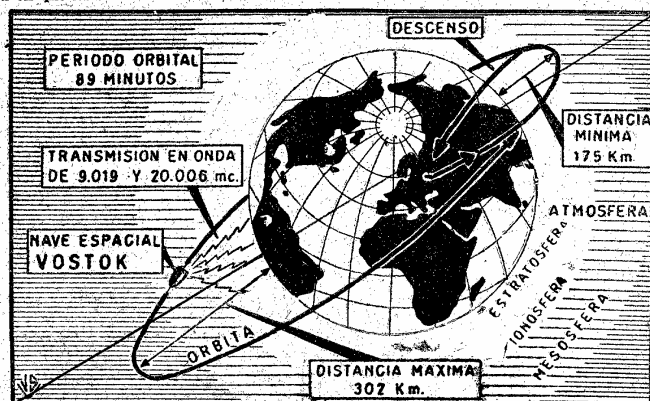 DESCENSO
PERIODO ORBITAL
89 MINUTOS
DISTANCIA
MINIMA
175 Km.
TRANSMISION EN ONDA
DE 9.019 Y 20.006 mc.
ATMOSFERA
NAVE ESPACIAL
VOSTOK
ESTRATOSFERA
IONOSFERA
MESOSFERA
ORBITA
DISTANCIA MAXIMA
302 Km.
VS